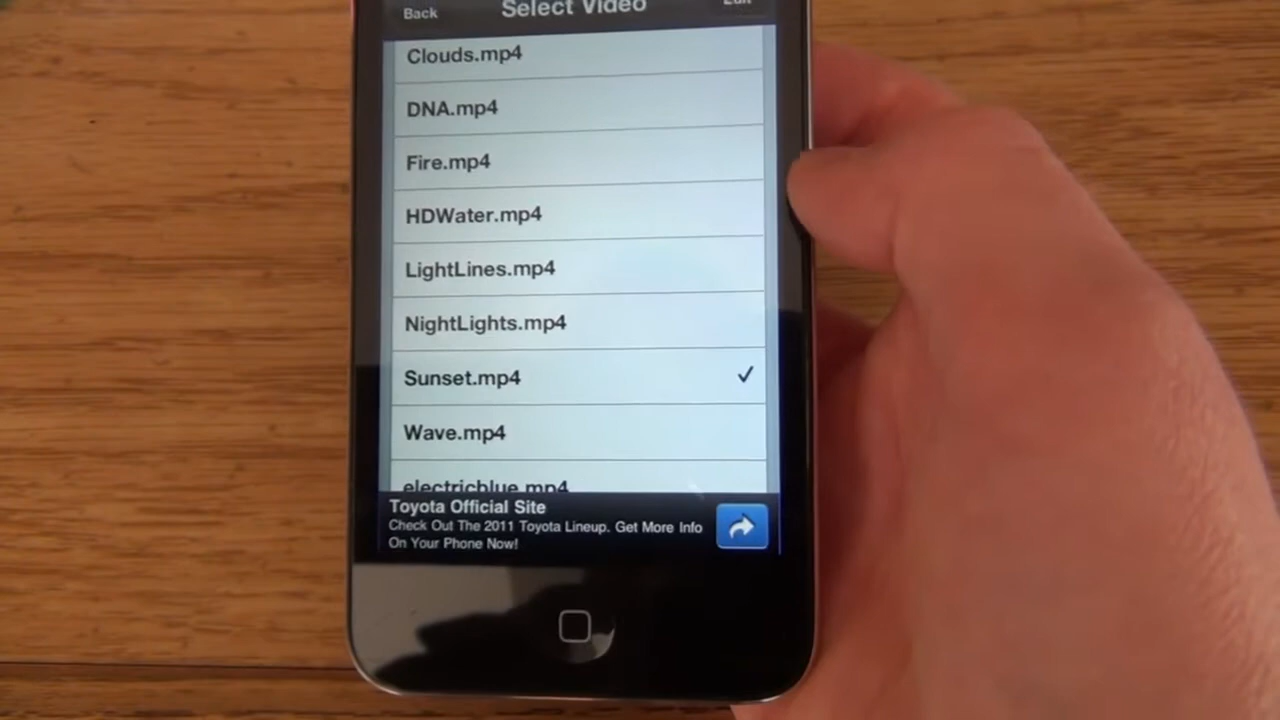 Back
Select Video
Edit
Clouds.mp4
DNA.mp4
Fire.mp4
HDWater.mp4
LightLines.mp4
NightLights.mp4
Sunset.mp4
Wave.mp4
electricblue.mp4
Toyota Official Site
Check Out The 2011 Toyota Lineup. Get More Info
On Your Phone Now!